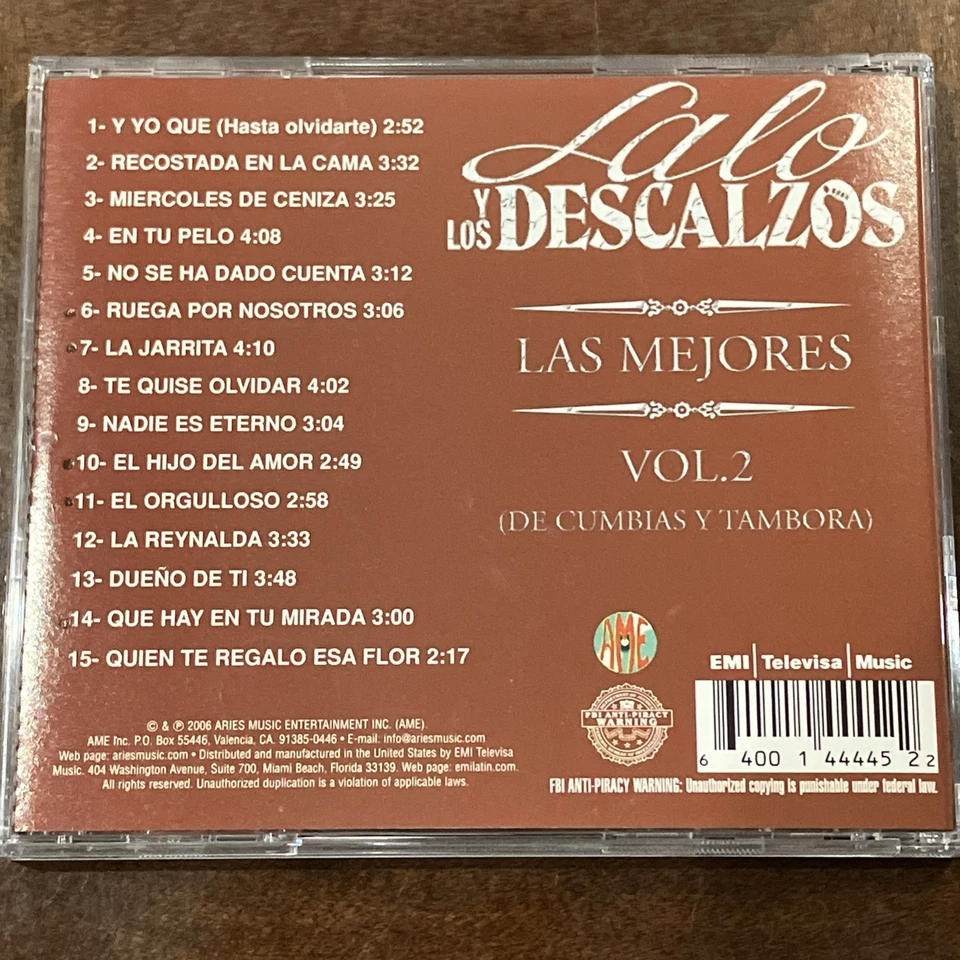 1- Y YO QUE (Hasta olvidarte) 2:52
2- RECOSTADA EN LA CAMA 3:32
3- MIERCOLES DE CENIZA 3:25
4- EN TU PELO 4:08
5- NO SE HA DADO CUENTA 3:12
6- RUEGA POR NOSOTROS 3:06
7- LA JARRITA 4:10
8- TE QUISE OLVIDAR 4:02
9- NADIE ES ETERNO 3:04
10- EL HIJO DEL AMOR 2:49
11- EL ORGULLOSO 2:58
12- LA REYNALDA 3:33
13- DUEÑO DE TI 3:48
14- QUE HAY EN TU MIRADA 3:00
15- QUIEN TE REGALO ESA FLOR 2:17
Lalo
Y LOS DESCALZOS
LAS MEJORES
VOL.2
(DE CUMBIAS Y TAMBORA)
AME
EMI | Televisa | Music
FBI ANTI-PIRACY
WARNING
6 400 1 44445 2 2
FBI ANTI-PIRACY WARNING: Unauthorized copying is punishable under federal law.
© & ℗ 2006 ARIES MUSIC ENTERTAINMENT INC. (AME)
AME Inc. P.O. Box 55446, Valencia, CA. 91385-0446 • E-mail: info@ariesmusic.com
Web page: ariesmusic.com • Distributed and manufactured in the United States by EMI Televisa
Music. 404 Washington Avenue, Suite 700, Miami Beach, Florida 33139. Web page: emilatin.com.
All rights reserved. Unauthorized duplication is a violation of applicable laws.